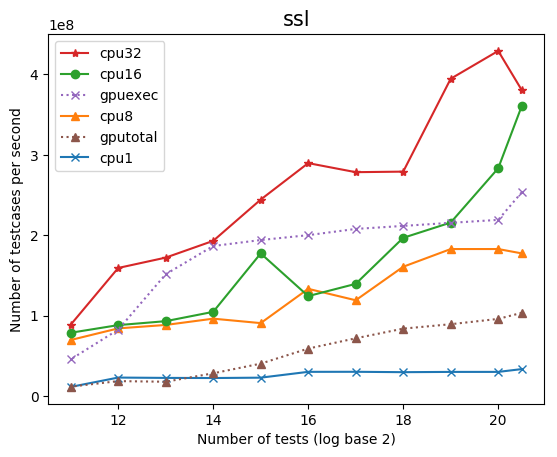 ssl
1e8
cpu32
cpu16
gpuexec
cpu8
gputotal
cpu1
4
3
2
1
0
Number of testcases per second
12
14
16
18
20
Number of tests (log base 2)